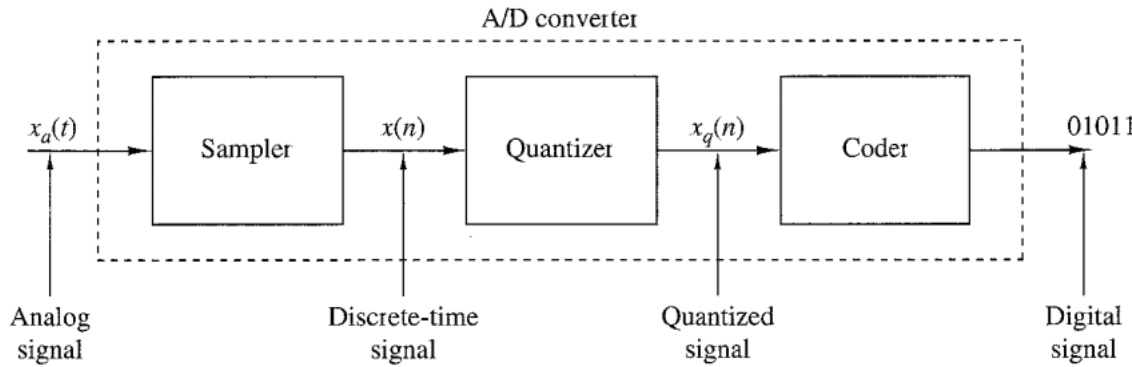 A/D converter
x_a(t)
Sampler
x(n)
Quantizer
x_q(n)
Coder
01011
Analog
signal
Discrete-time
signal
Quantized
signal
Digital
signal